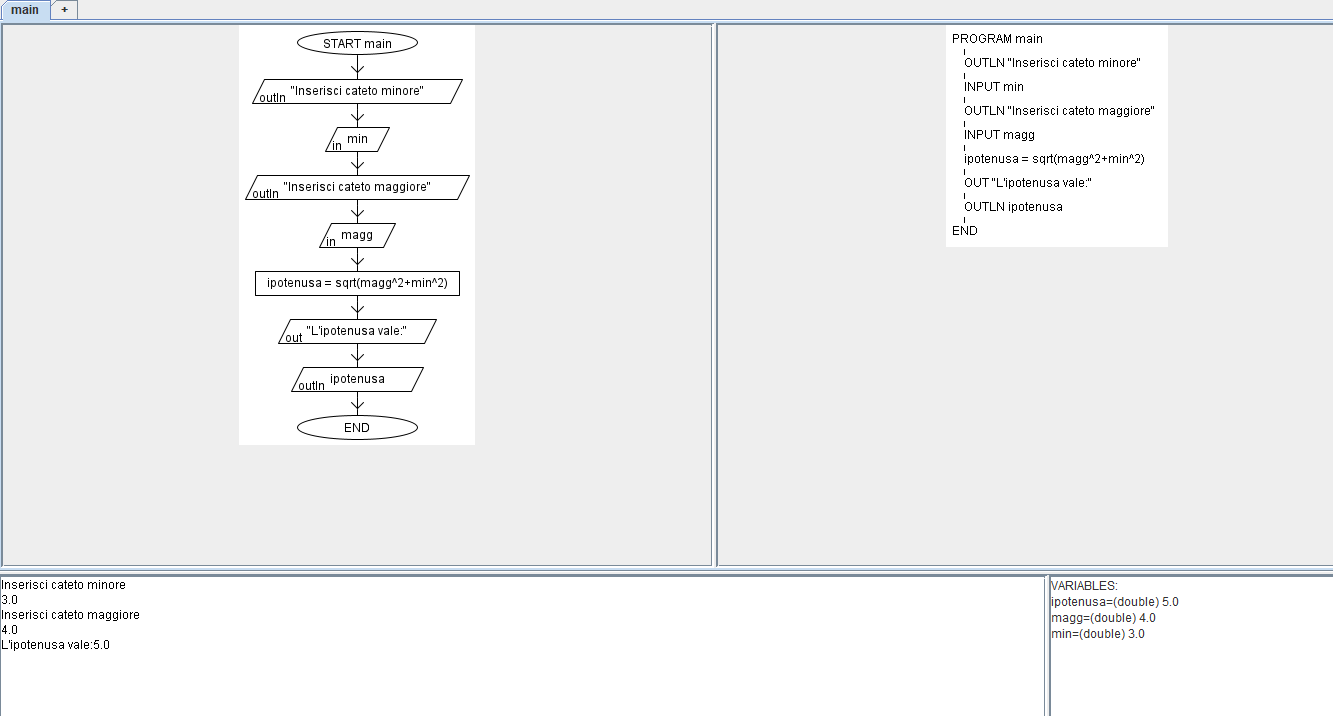 main +
START main
outln "Inserisci cateto minore"
in min
outln "Inserisci cateto maggiore"
in magg
ipotenusa = sqrt(magg^2+min^2)
out "L'ipotenusa vale:"
outln ipotenusa
END
PROGRAM main
OUTLN "Inserisci cateto minore"
INPUT min
OUTLN "Inserisci cateto maggiore"
INPUT magg
ipotenusa = sqrt(magg^2+min^2)
OUT "L'ipotenusa vale:"
OUTLN ipotenusa
END
Inserisci cateto minore
3.0
Inserisci cateto maggiore
4.0
L'ipotenusa vale:5.0
VARIABLES:
ipotenusa=(double) 5.0
magg=(double) 4.0
min=(double) 3.0